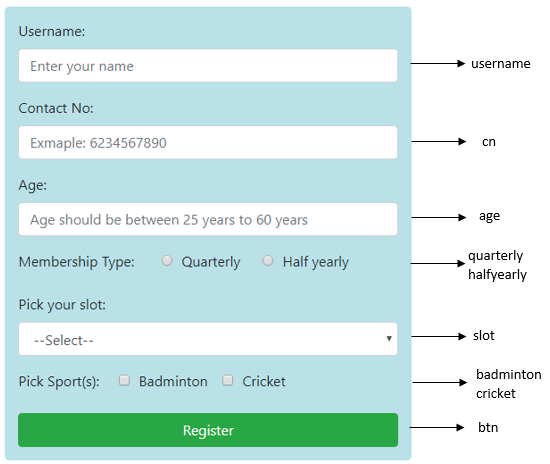 Username:
Enter your name
username
Contact No:
Exmaple: 6234567890
cn
Age:
Age should be between 25 years to 60 years
age
Membership Type: Quarterly Half yearly
quarterly
halfyearly
Pick your slot:
--Select--
slot
Pick Sport(s): Badminton Cricket
badminton
cricket
Register
btn